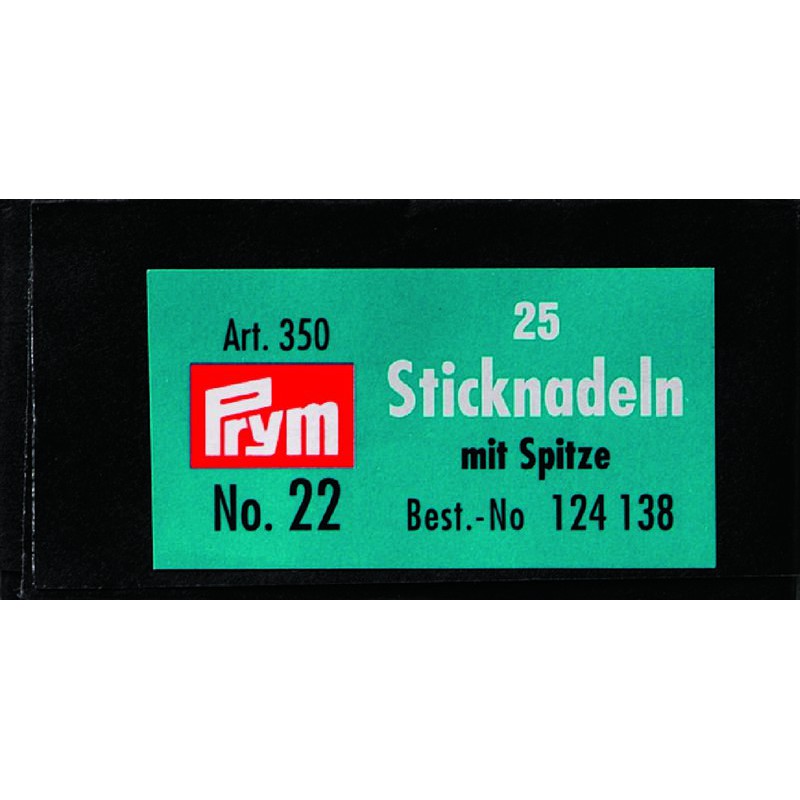 Art. 350
Prym
No. 22
25
Sticknadeln
mit Spitze
Best.-No 124 138